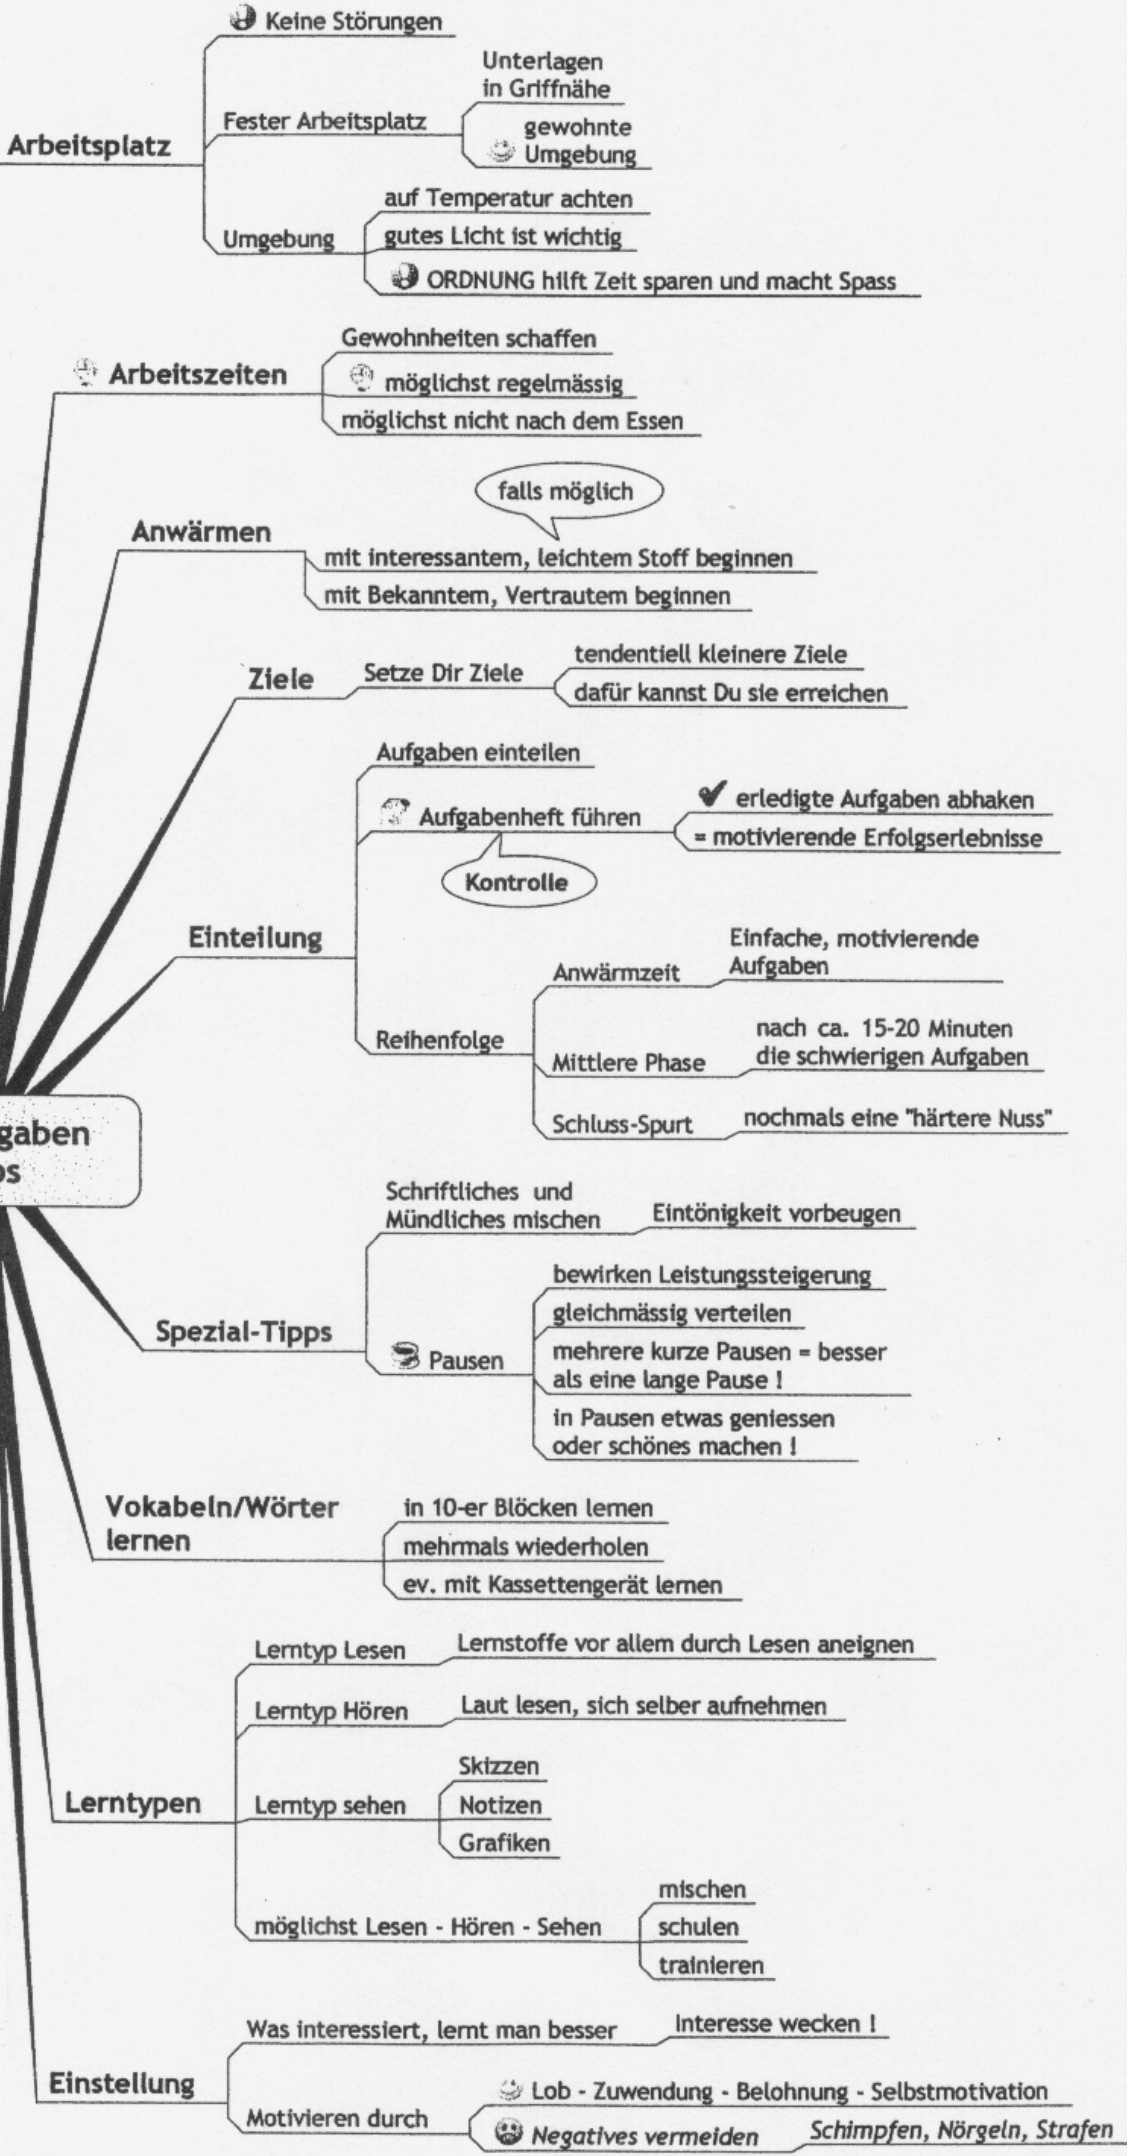 Keine Störungen
Unterlagen
in Griffnähe
Fester Arbeitsplatz
gewohnte
Umgebung
Arbeitsplatz
auf Temperatur achten
Umgebung
gutes Licht ist wichtig
ORDNUNG hilft Zeit sparen und macht Spass
Gewohnheiten schaffen
Arbeitszeiten
möglichst regelmässig
möglichst nicht nach dem Essen
falls möglich
Anwärmen
mit interessantem, leichtem Stoff beginnen
mit Bekanntem, Vertrautem beginnen
Ziele
Setze Dir Ziele
tendentiell kleinere Ziele
dafür kannst Du sie erreichen
Aufgaben einteilen
Aufgabenheft führen
erledigte Aufgaben abhaken
= motivierende Erfolgserlebnisse
Kontrolle
Einteilung
Anwärmzeit
Einfache, motivierende
Aufgaben
Reihenfolge
Mittlere Phase
nach ca. 15-20 Minuten
die schwierigen Aufgaben
Schluss-Spurt
nochmals eine "härtere Nuss"
gaben
ps
Schriftliches und
Mündliches mischen
Eintönigkeit vorbeugen
Spezial-Tipps
Pausen
bewirken Leistungssteigerung
gleichmässig verteilen
mehrere kurze Pausen = besser
als eine lange Pause !
in Pausen etwas geniessen
oder schönes machen !
Vokabeln/Wörter
lernen
in 10-er Blöcken lernen
mehrmals wiederholen
ev. mit Kassettengerät lernen
Lerntyp Lesen
Lernstoffe vor allem durch Lesen aneignen
Lerntyp Hören
Laut lesen, sich selber aufnehmen
Lerntypen
Lerntyp sehen
Skizzen
Notizen
Grafiken
möglichst Lesen - Hören - Sehen
mischen
schulen
trainieren
Was interessiert, lernt man besser
Interesse wecken !
Einstellung
Motivieren durch
Lob - Zuwendung - Belohnung - Selbstmotivation
Negatives vermeiden
Schimpfen, Nörgeln, Strafen